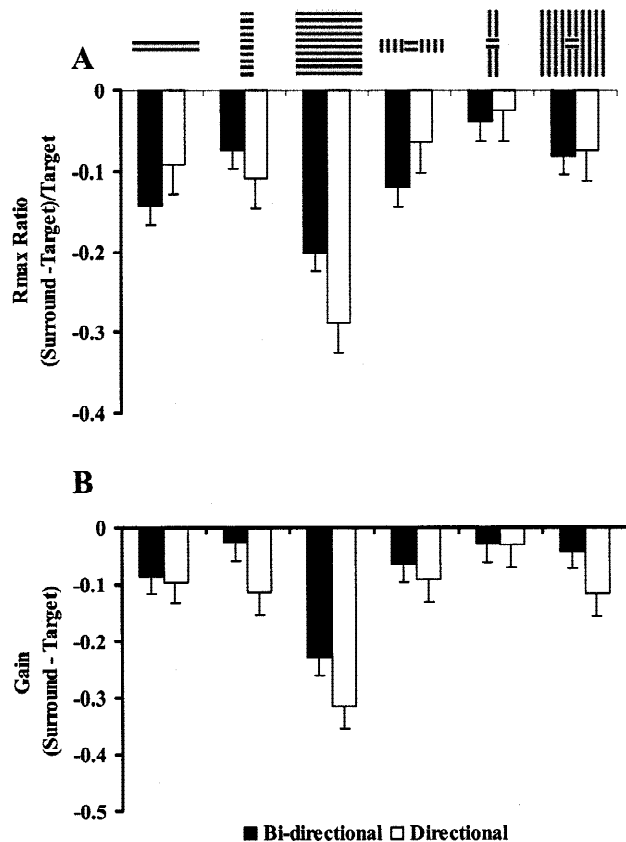 A
0
-0.1
-0.2
-0.3
-0.4
Rmax Ratio
(Surround -Target)/Target
B
0
-0.1
-0.2
-0.3
-0.4
-0.5
Gain
(Surround - Target)
Bi-directional Directional